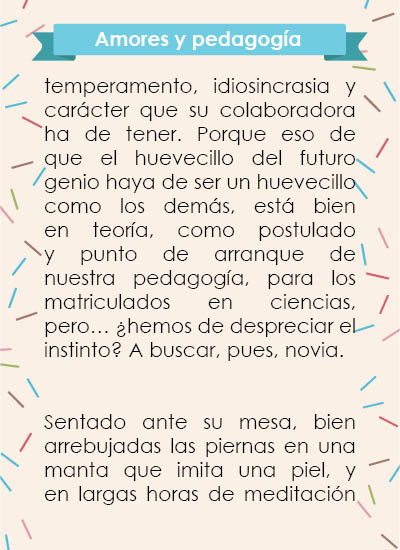 Amores y pedagogía
temperamento, idiosincrasia y
carácter que su colaboradora
ha de tener. Porque eso de
que el huevecillo del futuro
genio haya de ser un huevecillo
como los demás, está bien
en teoría, como postulado
y punto de arranque de
nuestra pedagogía, para los
matriculados en ciencias,
pero... ¿hemos de despreciar el
instinto? A buscar, pues, novia.
Sentado ante su mesa, bien
arrebujadas las piernas en una
manta que imita una piel, y
en largas horas de meditación